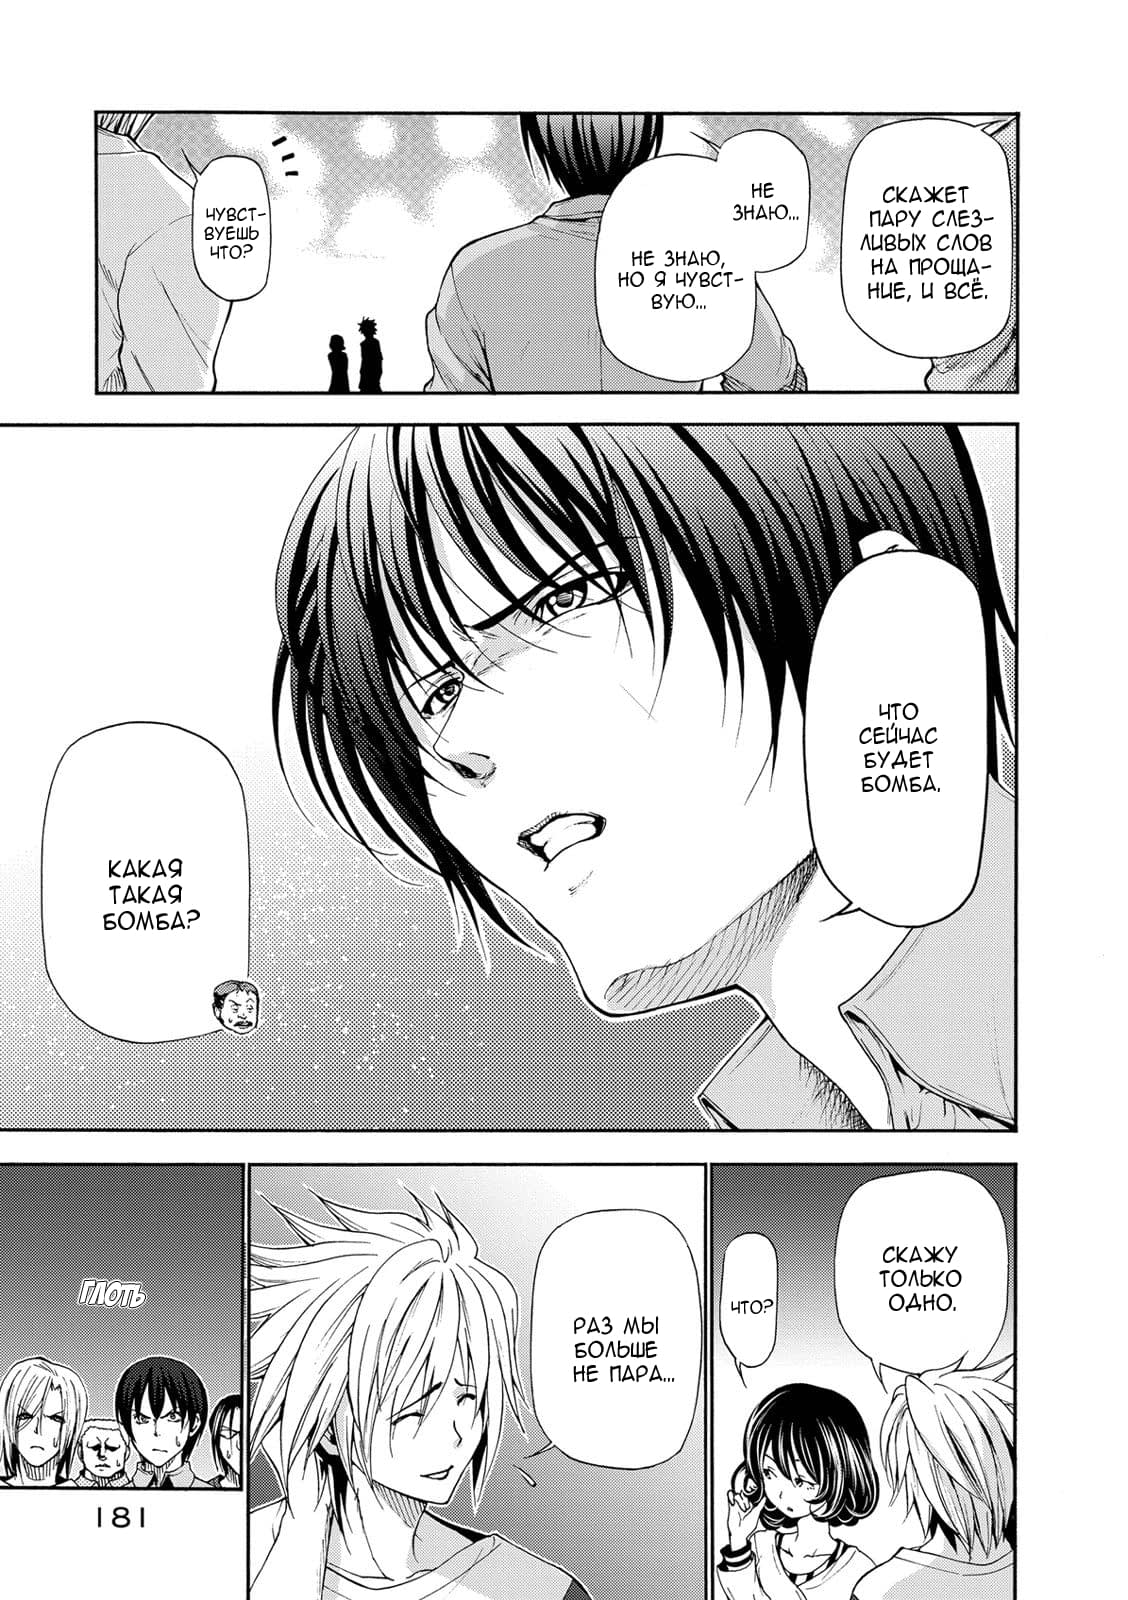 СКАЖЕТ
ПАРУ СЛЕЗ-
ЛИВЫХ СЛОВ
НА ПРОЩА-
НИЕ, И ВСЁ.
НЕ
ЗНАЮ...
НЕ ЗНАЮ,
НО Я ЧУВСТ-
ВУЮ...
ЧУВСТ-
ВУЕШЬ
ЧТО?
ЧТО
СЕЙЧАС
БУДЕТ
БОМБА.
КАКАЯ
ТАКАЯ
БОМБА?
СКАЖУ
ТОЛЬКО
ОДНО.
ЧТО?
РАЗ МЫ
БОЛЬШЕ
НЕ ПАРА...
ГЛОТЬ
181